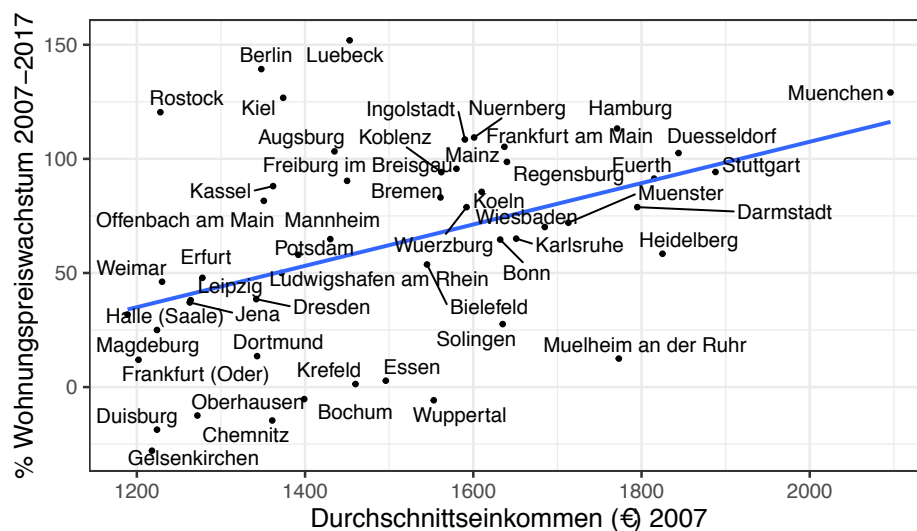 % Wohnungspreiswachstum 2007−2017
150
100
50
0
Berlin
Luebeck
Rostock
Kiel
Ingolstadt
Nuernberg
Hamburg
Muenchen
Augsburg
Koblenz
Frankfurt am Main
Duesseldorf
Freiburg im Breisgau
Mainz
Regensburg
Fuerth
Stuttgart
Kassel
Bremen
Koeln
Muenster
Offenbach am Main
Mannheim
Wiesbaden
Darmstadt
Potsdam
Wuerzburg
Karlsruhe
Heidelberg
Weimar
Erfurt
Ludwigshafen am Rhein
Bonn
Leipzig
Halle (Saale)
Jena
Dresden
Bielefeld
Magdeburg
Dortmund
Solingen
Muelheim an der Ruhr
Frankfurt (Oder)
Krefeld
Essen
Duisburg
Oberhausen
Bochum
Wuppertal
Chemnitz
Gelsenkirchen
1200
1400
1600
1800
2000
Durchschnittseinkommen (€) 2007